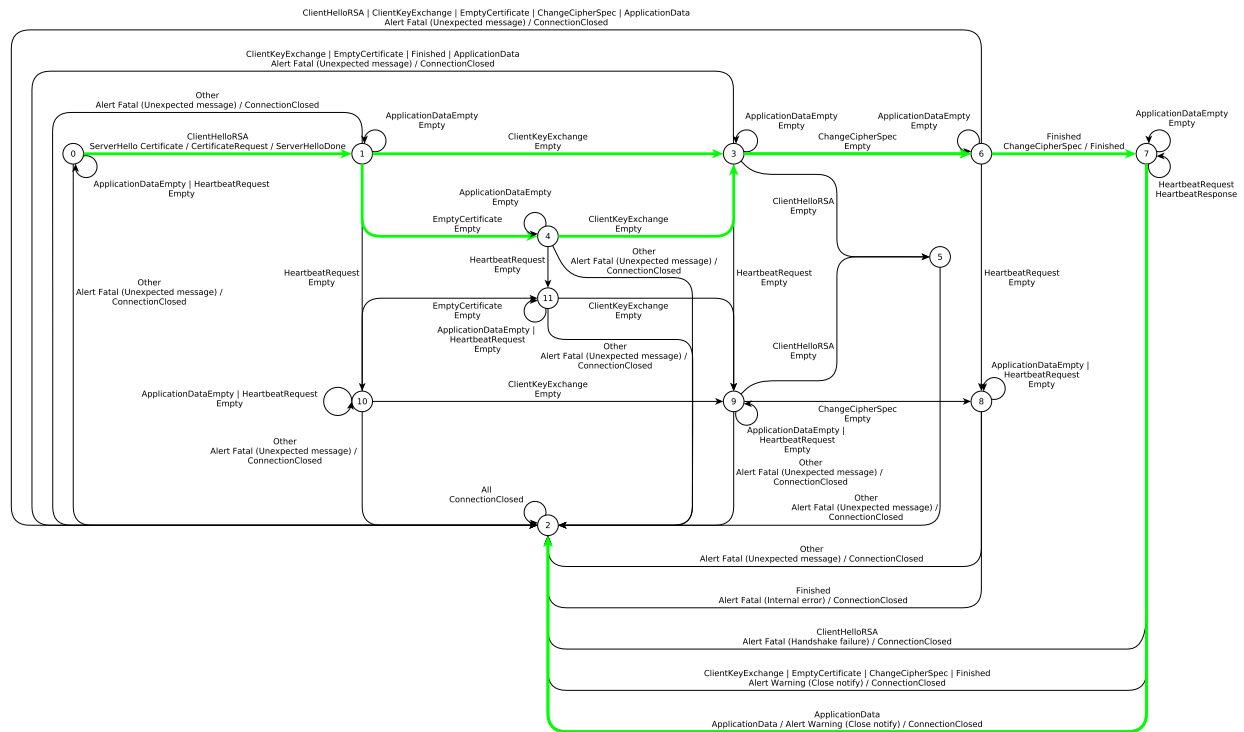 ClientHelloRSA | ClientKeyExchange | EmptyCertificate | ChangeCipherSpec | ApplicationData
Alert Fatal (Unexpected message) / ConnectionClosed
ClientKeyExchange | EmptyCertificate | Finished | ApplicationData
Alert Fatal (Unexpected message) / ConnectionClosed
Other
Alert Fatal (Unexpected message) / ConnectionClosed
ApplicationDataEmpty
Empty
ClientHelloRSA
ServerHello Certificate / CertificateRequest / ServerHelloDone
ClientKeyExchange
Empty
ApplicationDataEmpty
Empty
ChangeCipherSpec
Empty
ApplicationDataEmpty
Empty
Finished
ChangeCipherSpec / Finished
ApplicationDataEmpty
Empty
0
1
3
6
7
ApplicationDataEmpty | HeartbeatRequest
Empty
HeartbeatRequest
HeartbeatResponse
ApplicationDataEmpty
Empty
ClientHelloRSA
Empty
EmptyCertificate
Empty
4
ClientKeyExchange
Empty
HeartbeatRequest
Empty
Other
Alert Fatal (Unexpected message) /
ConnectionClosed
5
HeartbeatRequest
Empty
HeartbeatRequest
Empty
HeartbeatRequest
Empty
Other
Alert Fatal (Unexpected message) /
ConnectionClosed
EmptyCertificate
Empty
11
ClientKeyExchange
Empty
ApplicationDataEmpty |
HeartbeatRequest
Empty
Other
Alert Fatal (Unexpected message) /
ConnectionClosed
ClientHelloRSA
Empty
ApplicationDataEmpty |
HeartbeatRequest
Empty
ApplicationDataEmpty | HeartbeatRequest
Empty
10
ClientKeyExchange
Empty
9
ChangeCipherSpec
Empty
8
ApplicationDataEmpty |
HeartbeatRequest
Empty
Other
Alert Fatal (Unexpected message) /
ConnectionClosed
Other
Alert Fatal (Unexpected message) /
ConnectionClosed
All
ConnectionClosed
2
Other
Alert Fatal (Unexpected message) /
ConnectionClosed
Other
Alert Fatal (Unexpected message) / ConnectionClosed
Finished
Alert Fatal (Internal error) / ConnectionClosed
ClientHelloRSA
Alert Fatal (Handshake failure) / ConnectionClosed
ClientKeyExchange | EmptyCertificate | ChangeCipherSpec | Finished
Alert Warning (Close notify) / ConnectionClosed
ApplicationData
ApplicationData / Alert Warning (Close notify) / ConnectionClosed